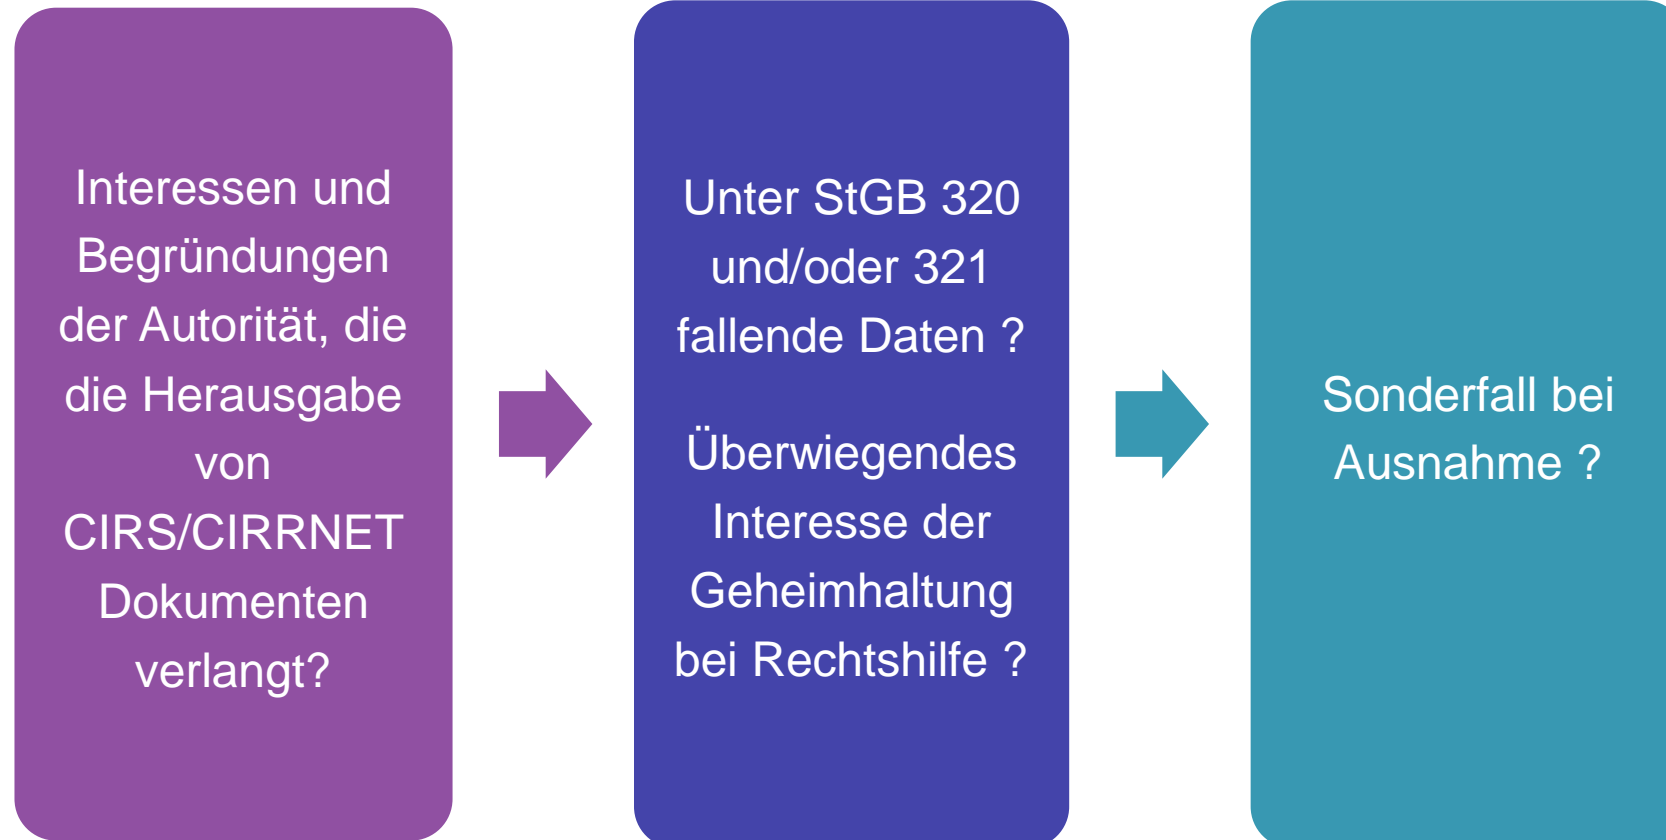 Interessen und
Begründungen
der Autorität, die
die Herausgabe
von
CIRS/CIRRNET
Dokumenten
verlangt?
Unter StGB 320
und/oder 321
fallende Daten ?
Überwiegendes
Interesse der
Geheimhaltung
bei Rechtshilfe ?
Sonderfall bei
Ausnahme ?